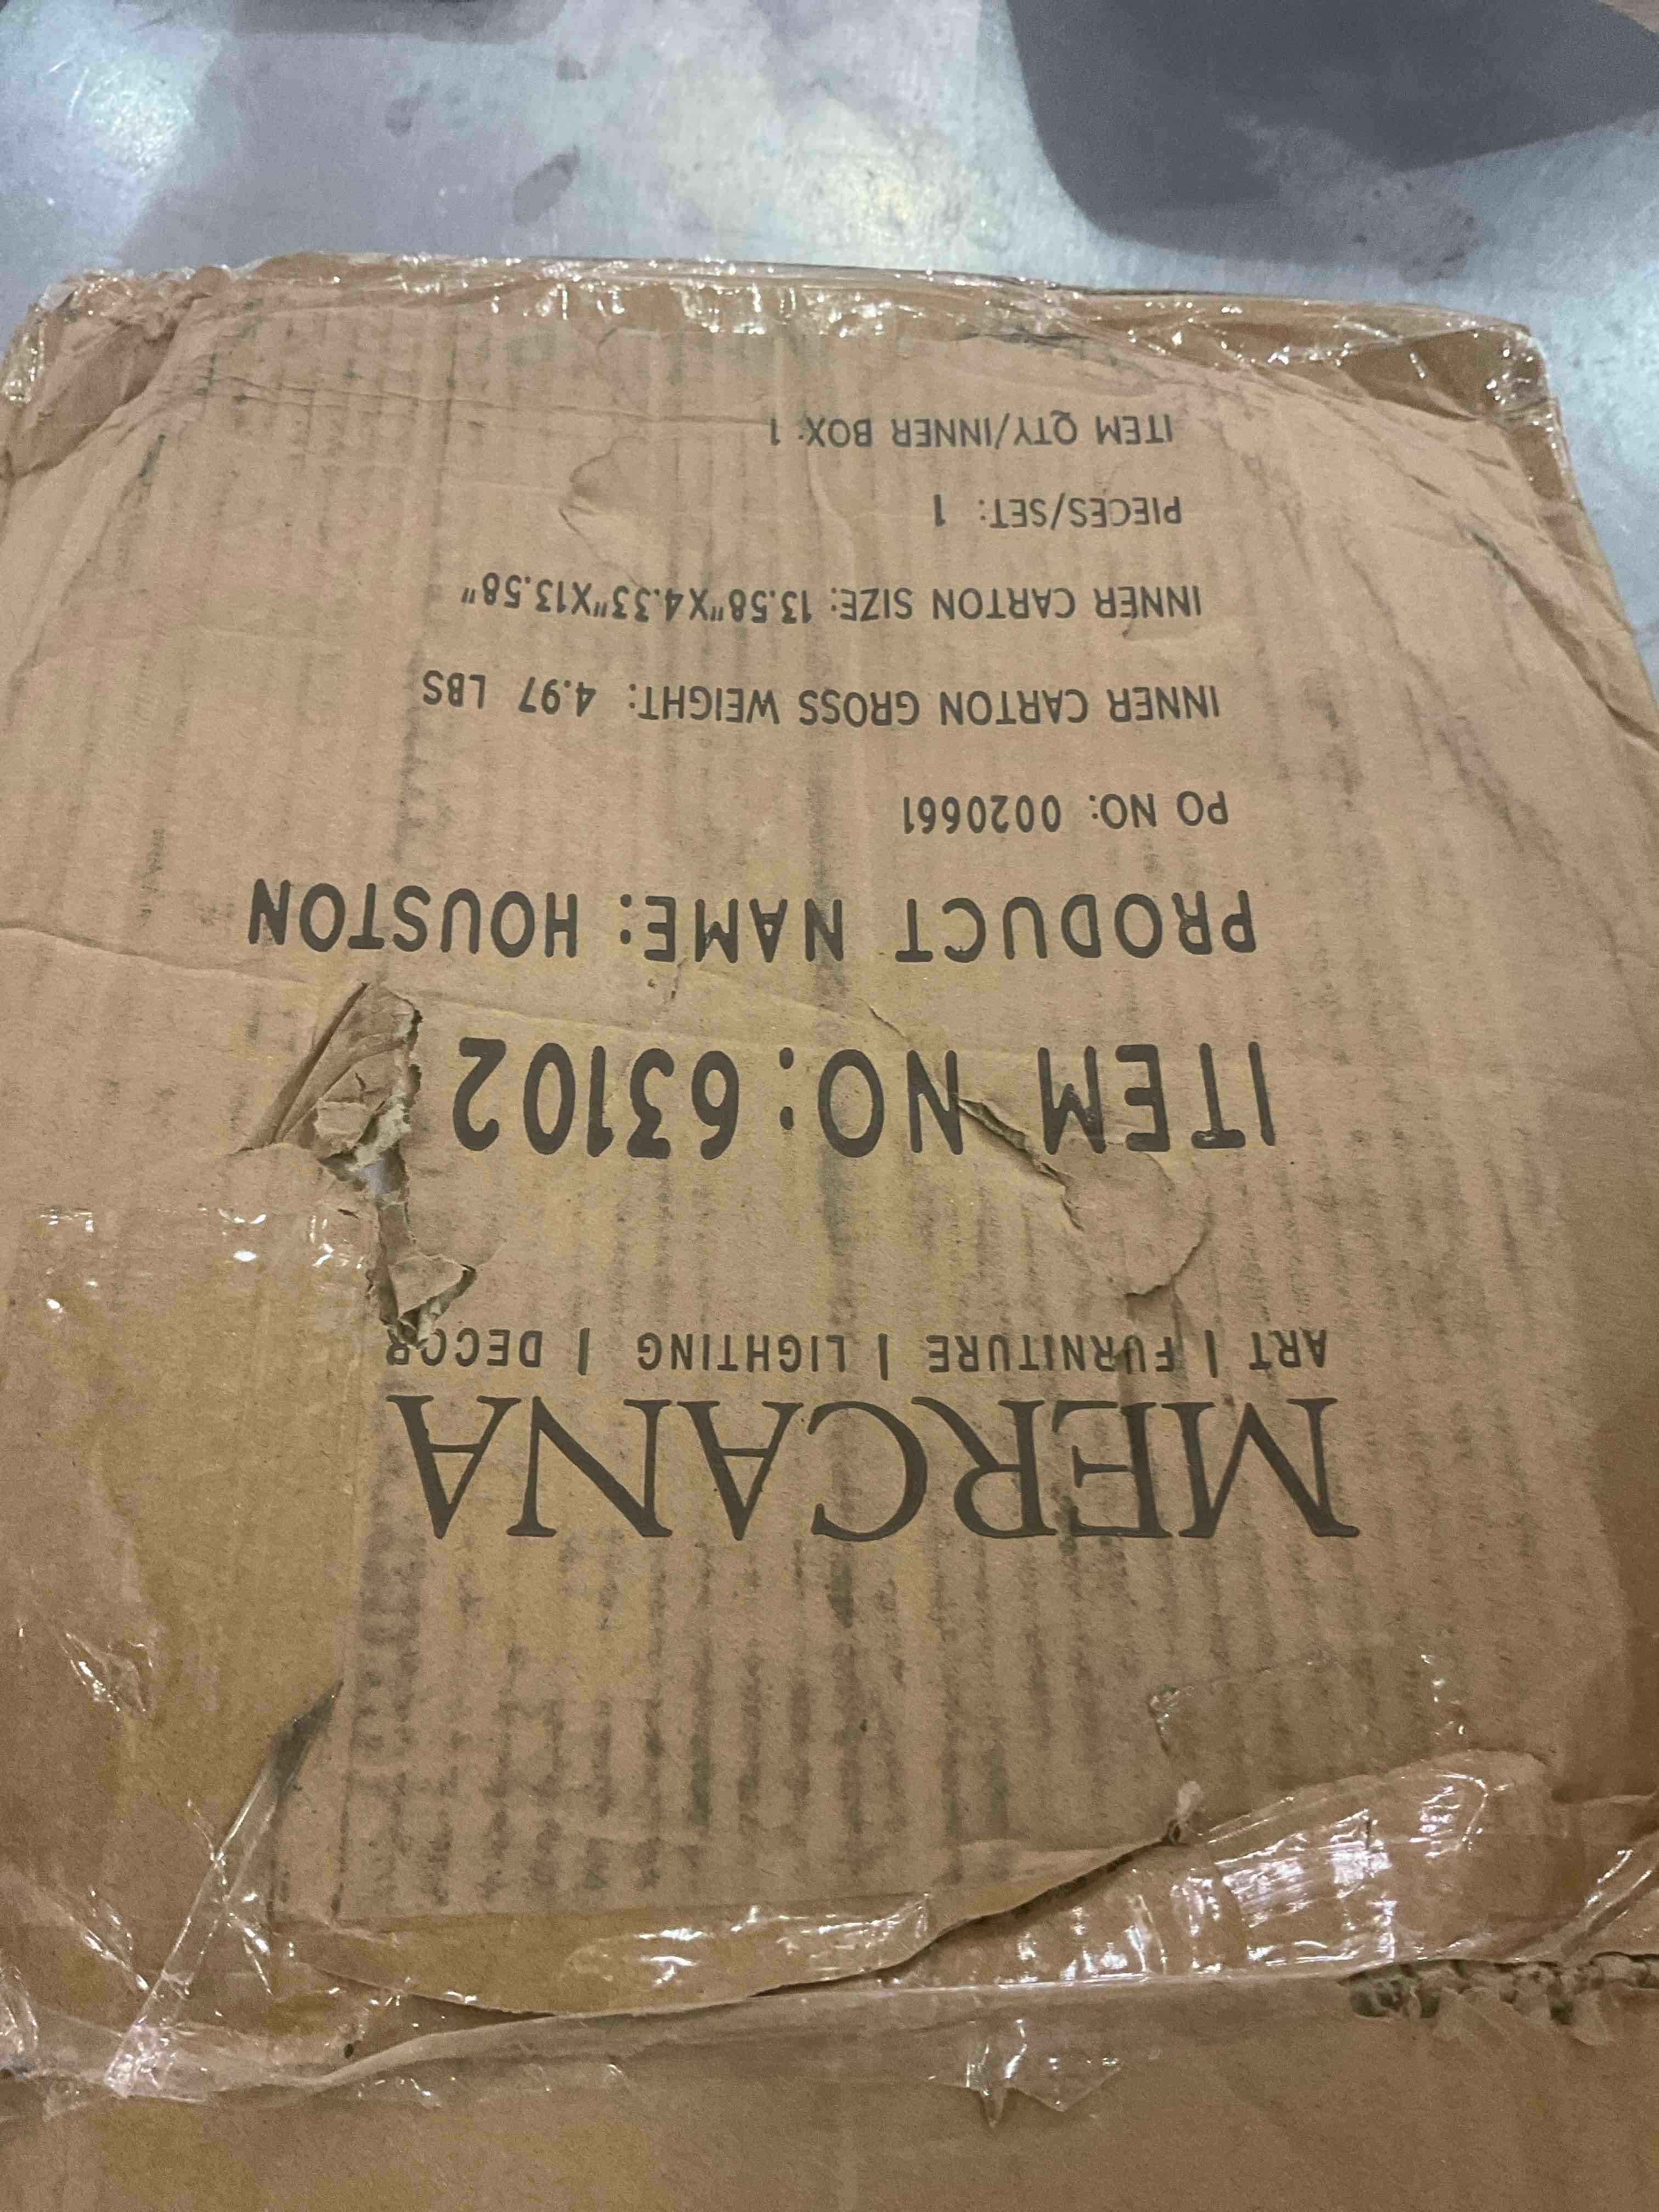 MERCANA
ART | FURNITURE | LIGHTING | DECOR
ITEM NO: 63102
PRODUCT NAME: HOUSTON
PO NO: 0020661
INNER CARTON GROSS WEIGHT: 4.97 LBS
INNER CARTON SIZE: 13.58"X4.33"X13.58"
PIECES/SET: 1
ITEM QTY/INNER BOX: 1